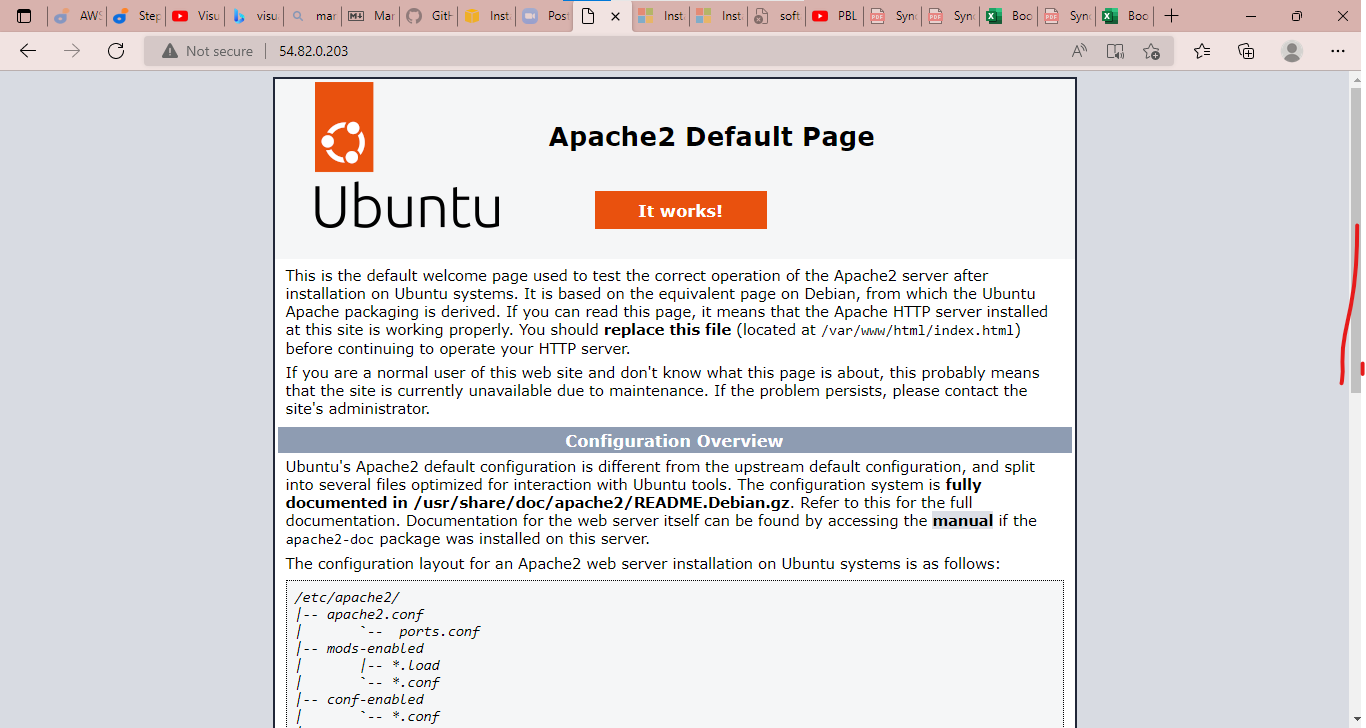 AWS
Step
Visu
visu
mar
Mar
GitH
Inst
Post
Inst
Inst
soft
PBL
Sync
Sync
Boo
Sync
Boo
Not secure
54.82.0.203
Ubuntu
Apache2 Default Page
It works!
This is the default welcome page used to test the correct operation of the Apache2 server after
installation on Ubuntu systems. It is based on the equivalent page on Debian, from which the Ubuntu
Apache packaging is derived. If you can read this page, it means that the Apache HTTP server installed
at this site is working properly. You should replace this file (located at /var/www/html/index.html)
before continuing to operate your HTTP server.
If you are a normal user of this web site and don't know what this page is about, this probably means
that the site is currently unavailable due to maintenance. If the problem persists, please contact the
site's administrator.
Configuration Overview
Ubuntu's Apache2 default configuration is different from the upstream default configuration, and split
into several files optimized for interaction with Ubuntu tools. The configuration system is fully
documented in /usr/share/doc/apache2/README.Debian.gz. Refer to this for the full
documentation. Documentation for the web server itself can be found by accessing the manual if the
apache2-doc package was installed on this server.
The configuration layout for an Apache2 web server installation on Ubuntu systems is as follows:
/etc/apache2/
|-- apache2.conf
|       `--  ports.conf
|-- mods-enabled
|       |-- *.load
|       `-- *.conf
|-- conf-enabled
|       `-- *.conf